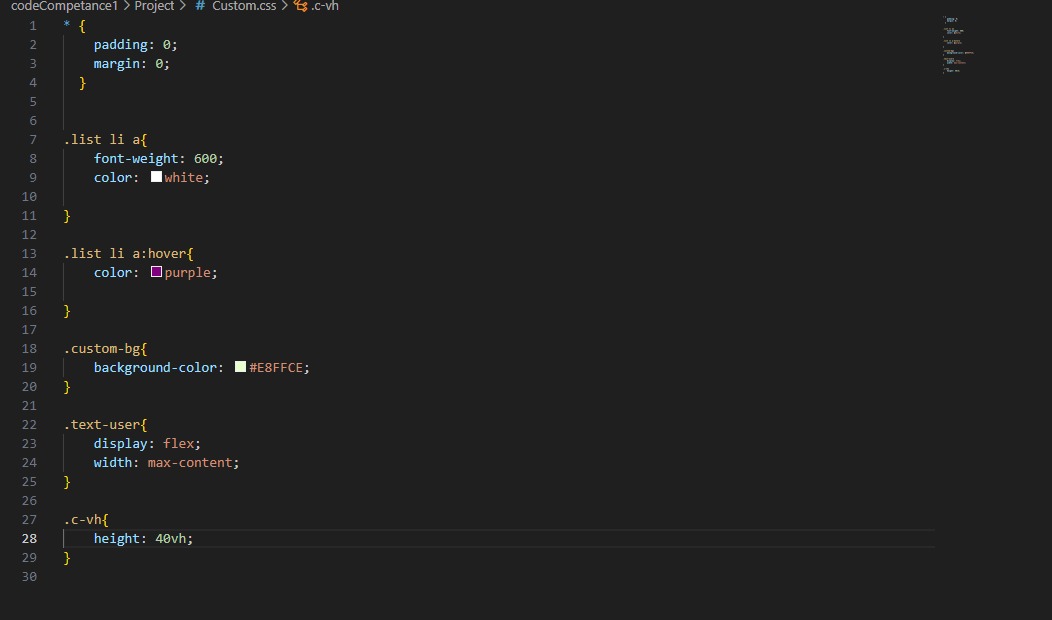 codeCompetance1 > Project > # Custom.css > .c-vh
1 * {
2 padding: 0;
3 margin: 0;
4 }
5
6
7 .list li a{
8 font-weight: 600;
9 color: white;
10
11 }
12
13 .list li a:hover{
14 color: purple;
15
16 }
17
18 .custom-bg{
19 background-color: #E8FFCE;
20 }
21
22 .text-user{
23 display: flex;
24 width: max-content;
25 }
26
27 .c-vh{
28 height: 40vh;
29 }
30